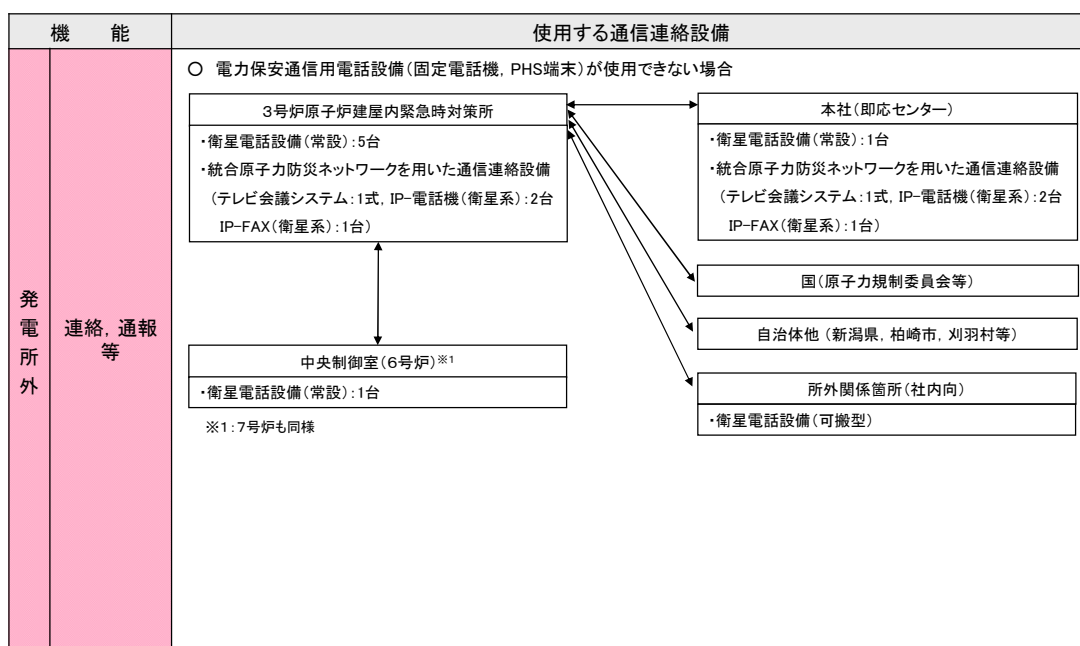 機　能
使用する通信連絡設備
発電所外
連絡，通報等
○ 電力保安通信用電話設備（固定電話機，PHS端末）が使用できない場合
３号炉原子炉建屋内緊急時対策所
・衛星電話設備（常設）：5台
・統合原子力防災ネットワークを用いた通信連絡設備
（テレビ会議システム：1式，IP-電話機（衛星系）：2台
IP-FAX（衛星系）：1台）
本社（即応センター）
・衛星電話設備（常設）：1台
・統合原子力防災ネットワークを用いた通信連絡設備
（テレビ会議システム：1式，IP-電話機（衛星系）：2台
IP-FAX（衛星系）：1台）
国（原子力規制委員会等）
自治体他 （新潟県，柏崎市，刈羽村等）
所外関係箇所（社内向）
・衛星電話設備（可搬型）
中央制御室（６号炉）※1
・衛星電話設備（常設）：1台
※1：7号炉も同様